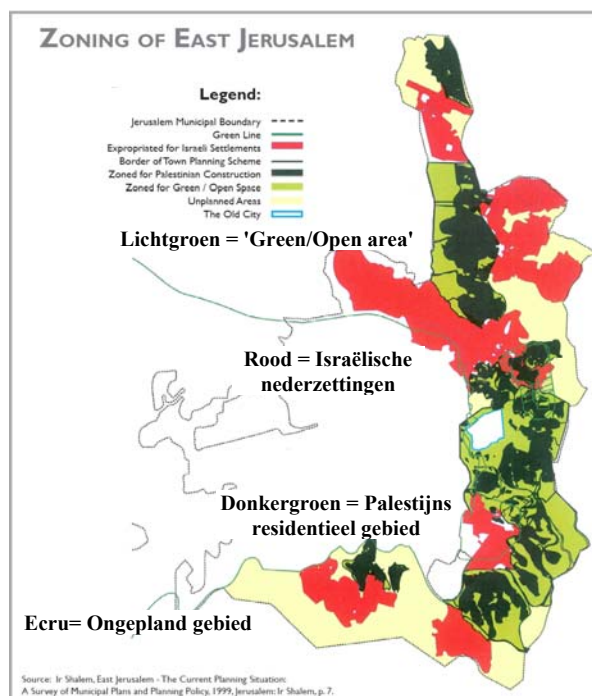 ZONING OF EAST JERUSALEM
Legend:
Jerusalem Municipal Boundary
Green Line
Expropriated for Israeli Settlements
Border of Town Planning Scheme
Zoned for Palestinian Construction
Zoned for Green / Open Space
Unplanned Areas
The Old City
Lichtgroen = 'Green/Open area'
Rood = Israëlische
nederzettingen
Donkergroen = Palestijns
residentieel gebied
Ecru= Ongepland gebied
Source: Ir Shalem, East Jerusalem - The Current Planning Situation:
A Survey of Municipal Plans and Planning Policy, 1999, Jerusalem: Ir Shalem, p. 7.